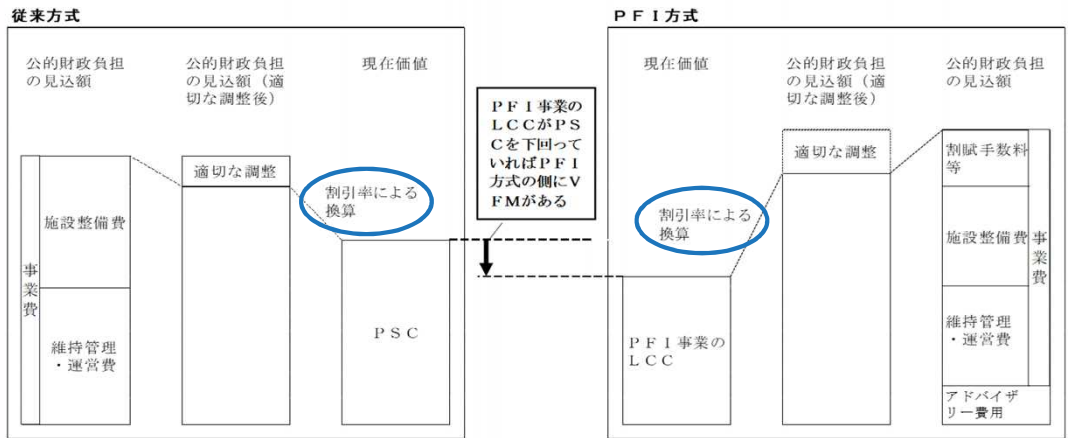 従来方式
公的財政負担
の見込額
公的財政負担
の見込額（適
切な調整後）
現在価値
適切な調整
割引率による
換算
施設整備費
事業費
維持管理
・運営費
ＰＳＣ
ＰＦＩ事業の
ＬＣＣがＰＳ
Ｃを下回って
いればＰＦＩ
方式の側にＶ
ＦＭがある
ＰＦＩ方式
現在価値
公的財政負担
の見込額（適
切な調整後）
公的財政負担
の見込額
適切な調整
割賦手数料
等
割引率による
換算
施設整備費
事業費
維持管理
・運営費
ＰＦＩ事業の
ＬＣＣ
アドバイザ
リー費用